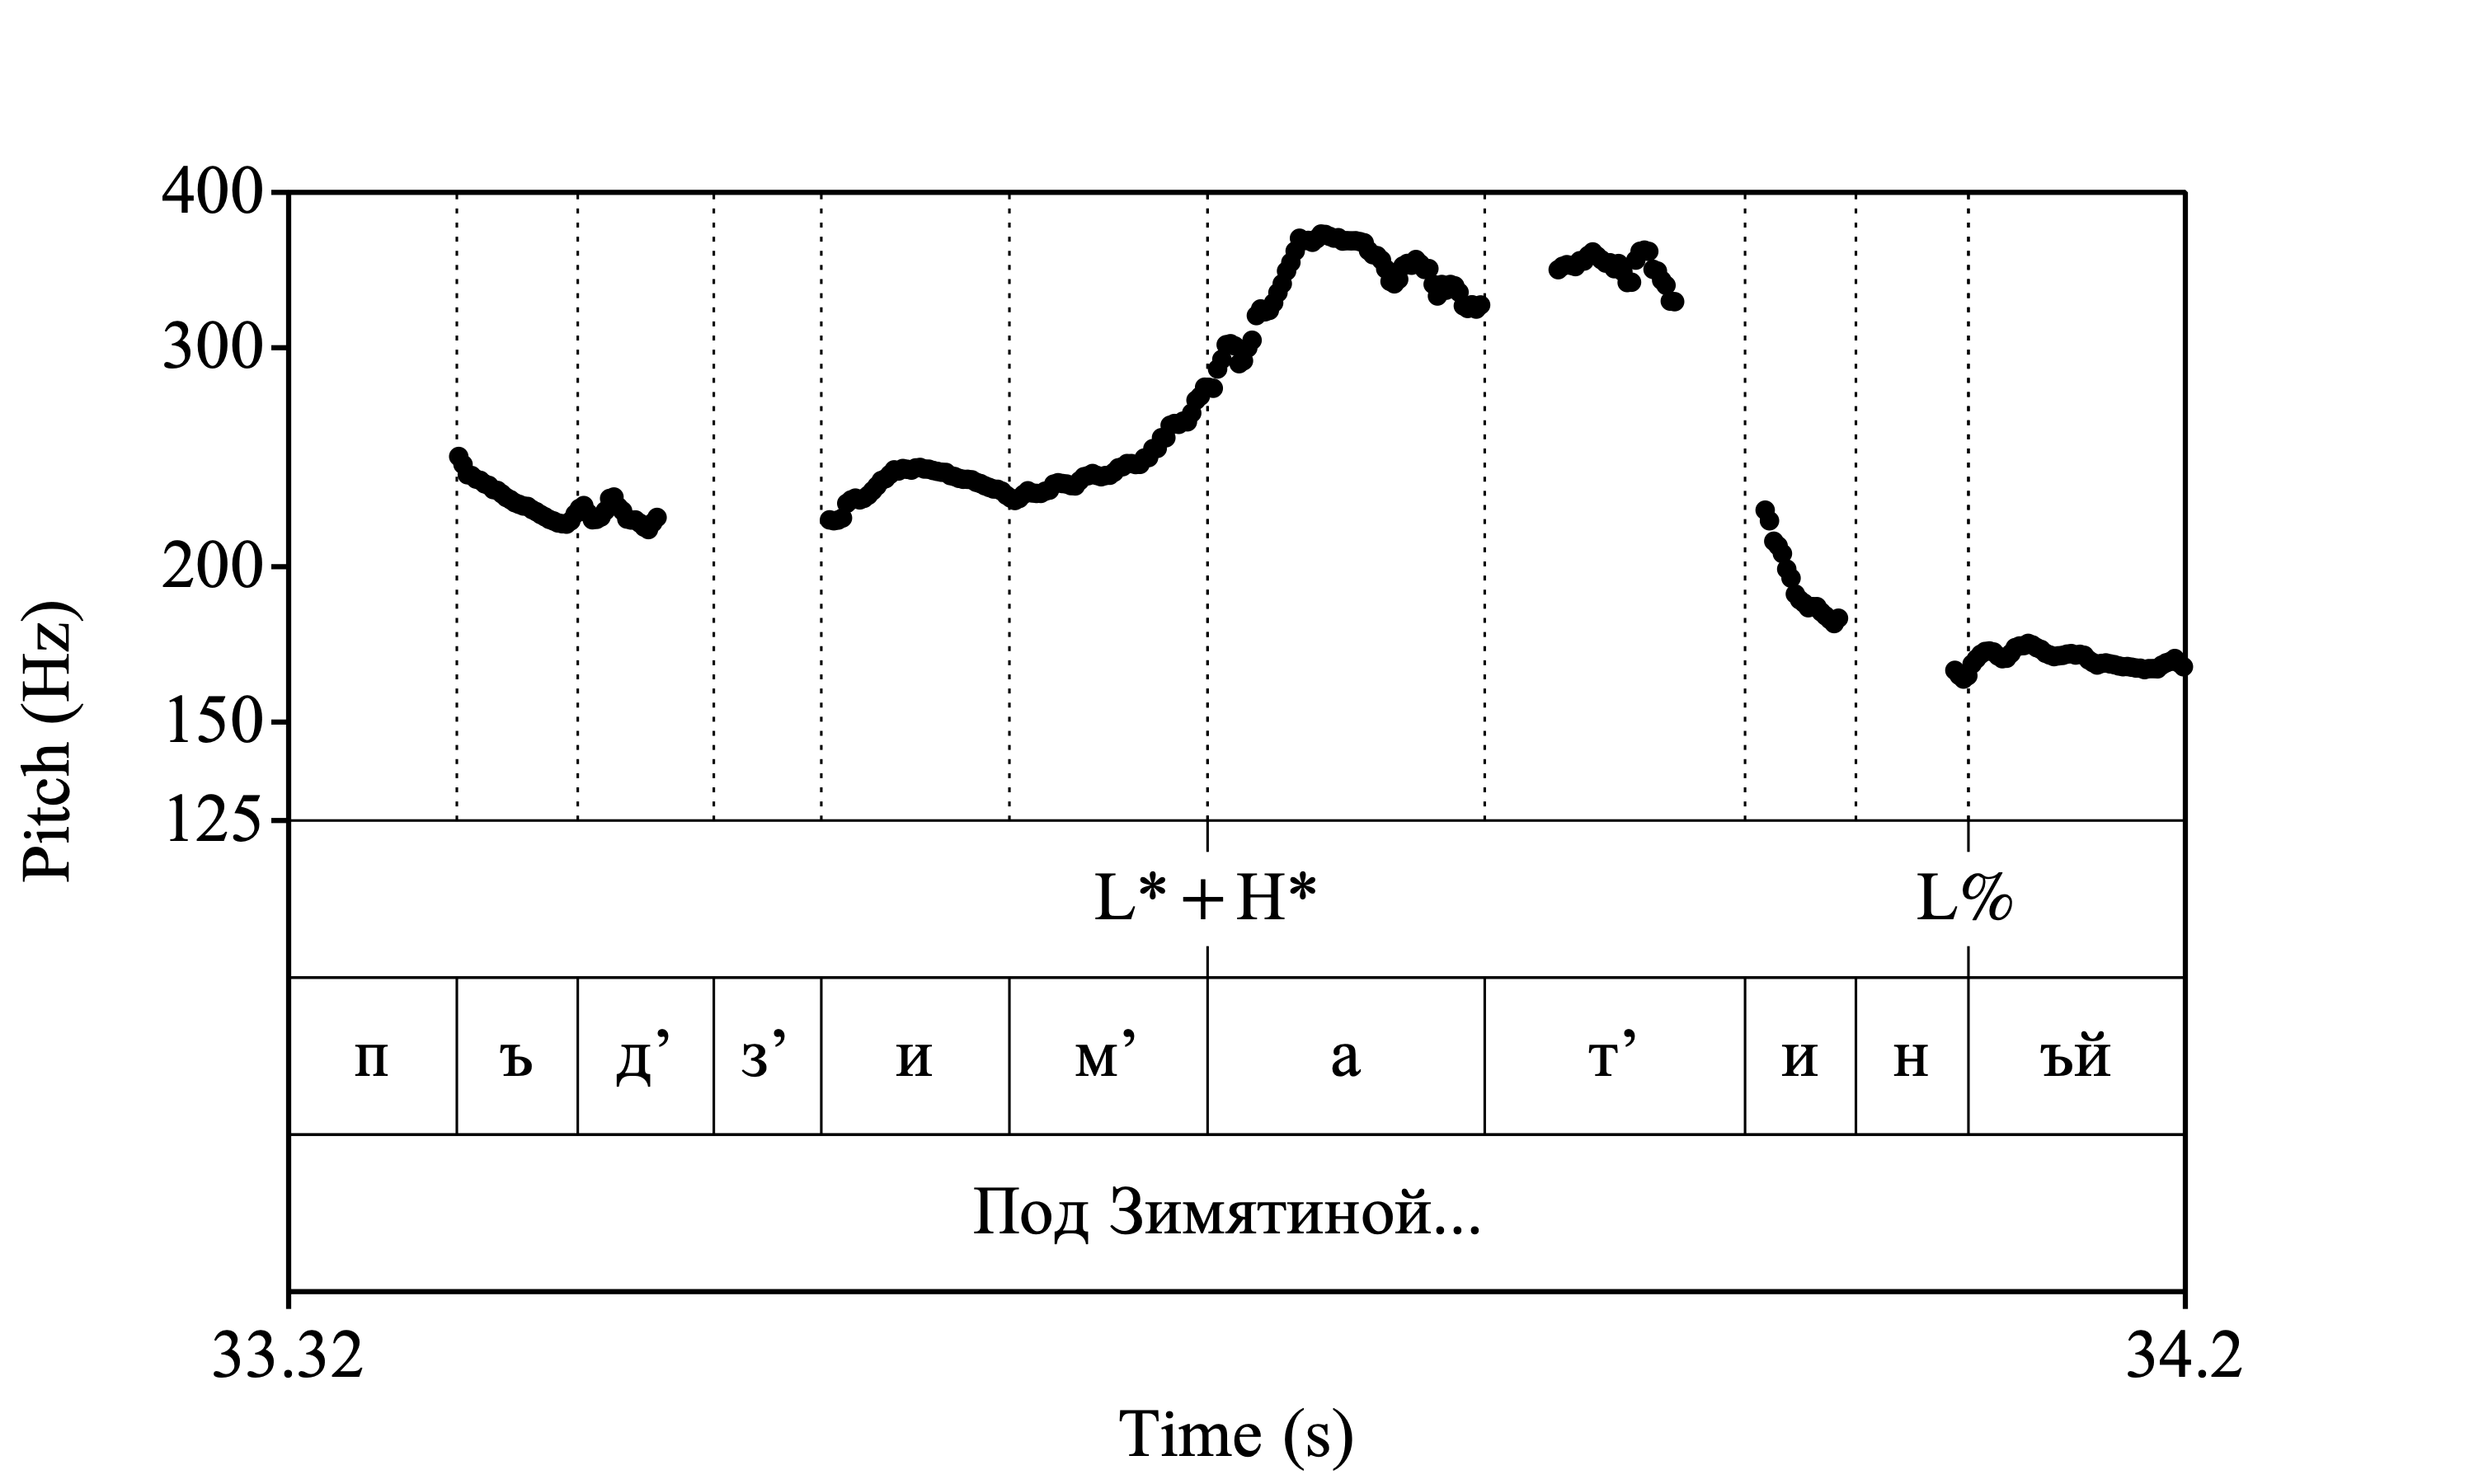 400
300
200
150
125
Pitch (Hz)
L*+H* L%
п ъ д’ з’ и м’ а т’ и н ъй
Под Зимятиной...
33.32 34.2
Time (s)